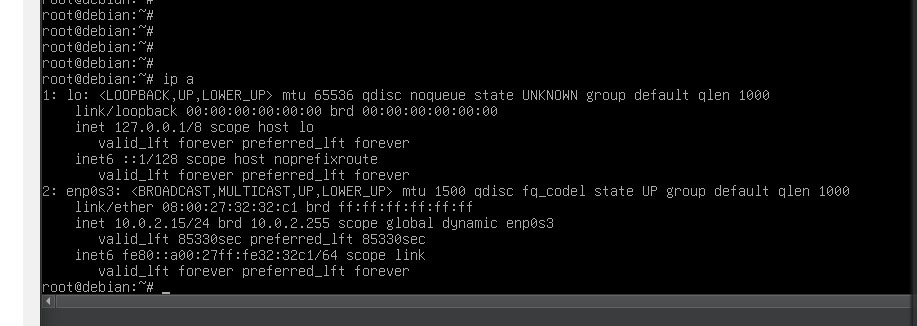 root@debian:~#
root@debian:~#
root@debian:~#
root@debian:~#
root@debian:~#
root@debian:~# ip a
1: lo: <LOOPBACK,UP,LOWER_UP> mtu 65536 qdisc noqueue state UNKNOWN group default qlen 1000
    link/loopback 00:00:00:00:00:00 brd 00:00:00:00:00:00
    inet 127.0.0.1/8 scope host lo
       valid_lft forever preferred_lft forever
    inet6 ::1/128 scope host noprefixroute
       valid_lft forever preferred_lft forever
2: enp0s3: <BROADCAST,MULTICAST,UP,LOWER_UP> mtu 1500 qdisc fq_codel state UP group default qlen 1000
    link/ether 08:00:27:32:32:c1 brd ff:ff:ff:ff:ff:ff
    inet 10.0.2.15/24 brd 10.0.2.255 scope global dynamic enp0s3
       valid_lft 85330sec preferred_lft 85330sec
    inet6 fe80::a00:27ff:fe32:32c1/64 scope link
       valid_lft forever preferred_lft forever
root@debian:~# _